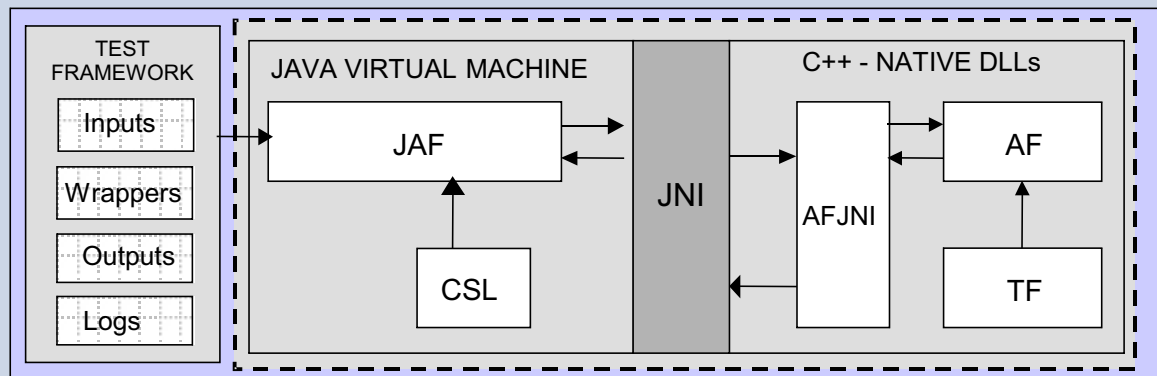 TEST
FRAMEWORK
Inputs
Wrappers
Outputs
Logs
JAVA VIRTUAL MACHINE
JAF
CSL
JNI
C++ - NATIVE DLLs
AFJNI
AF
TF